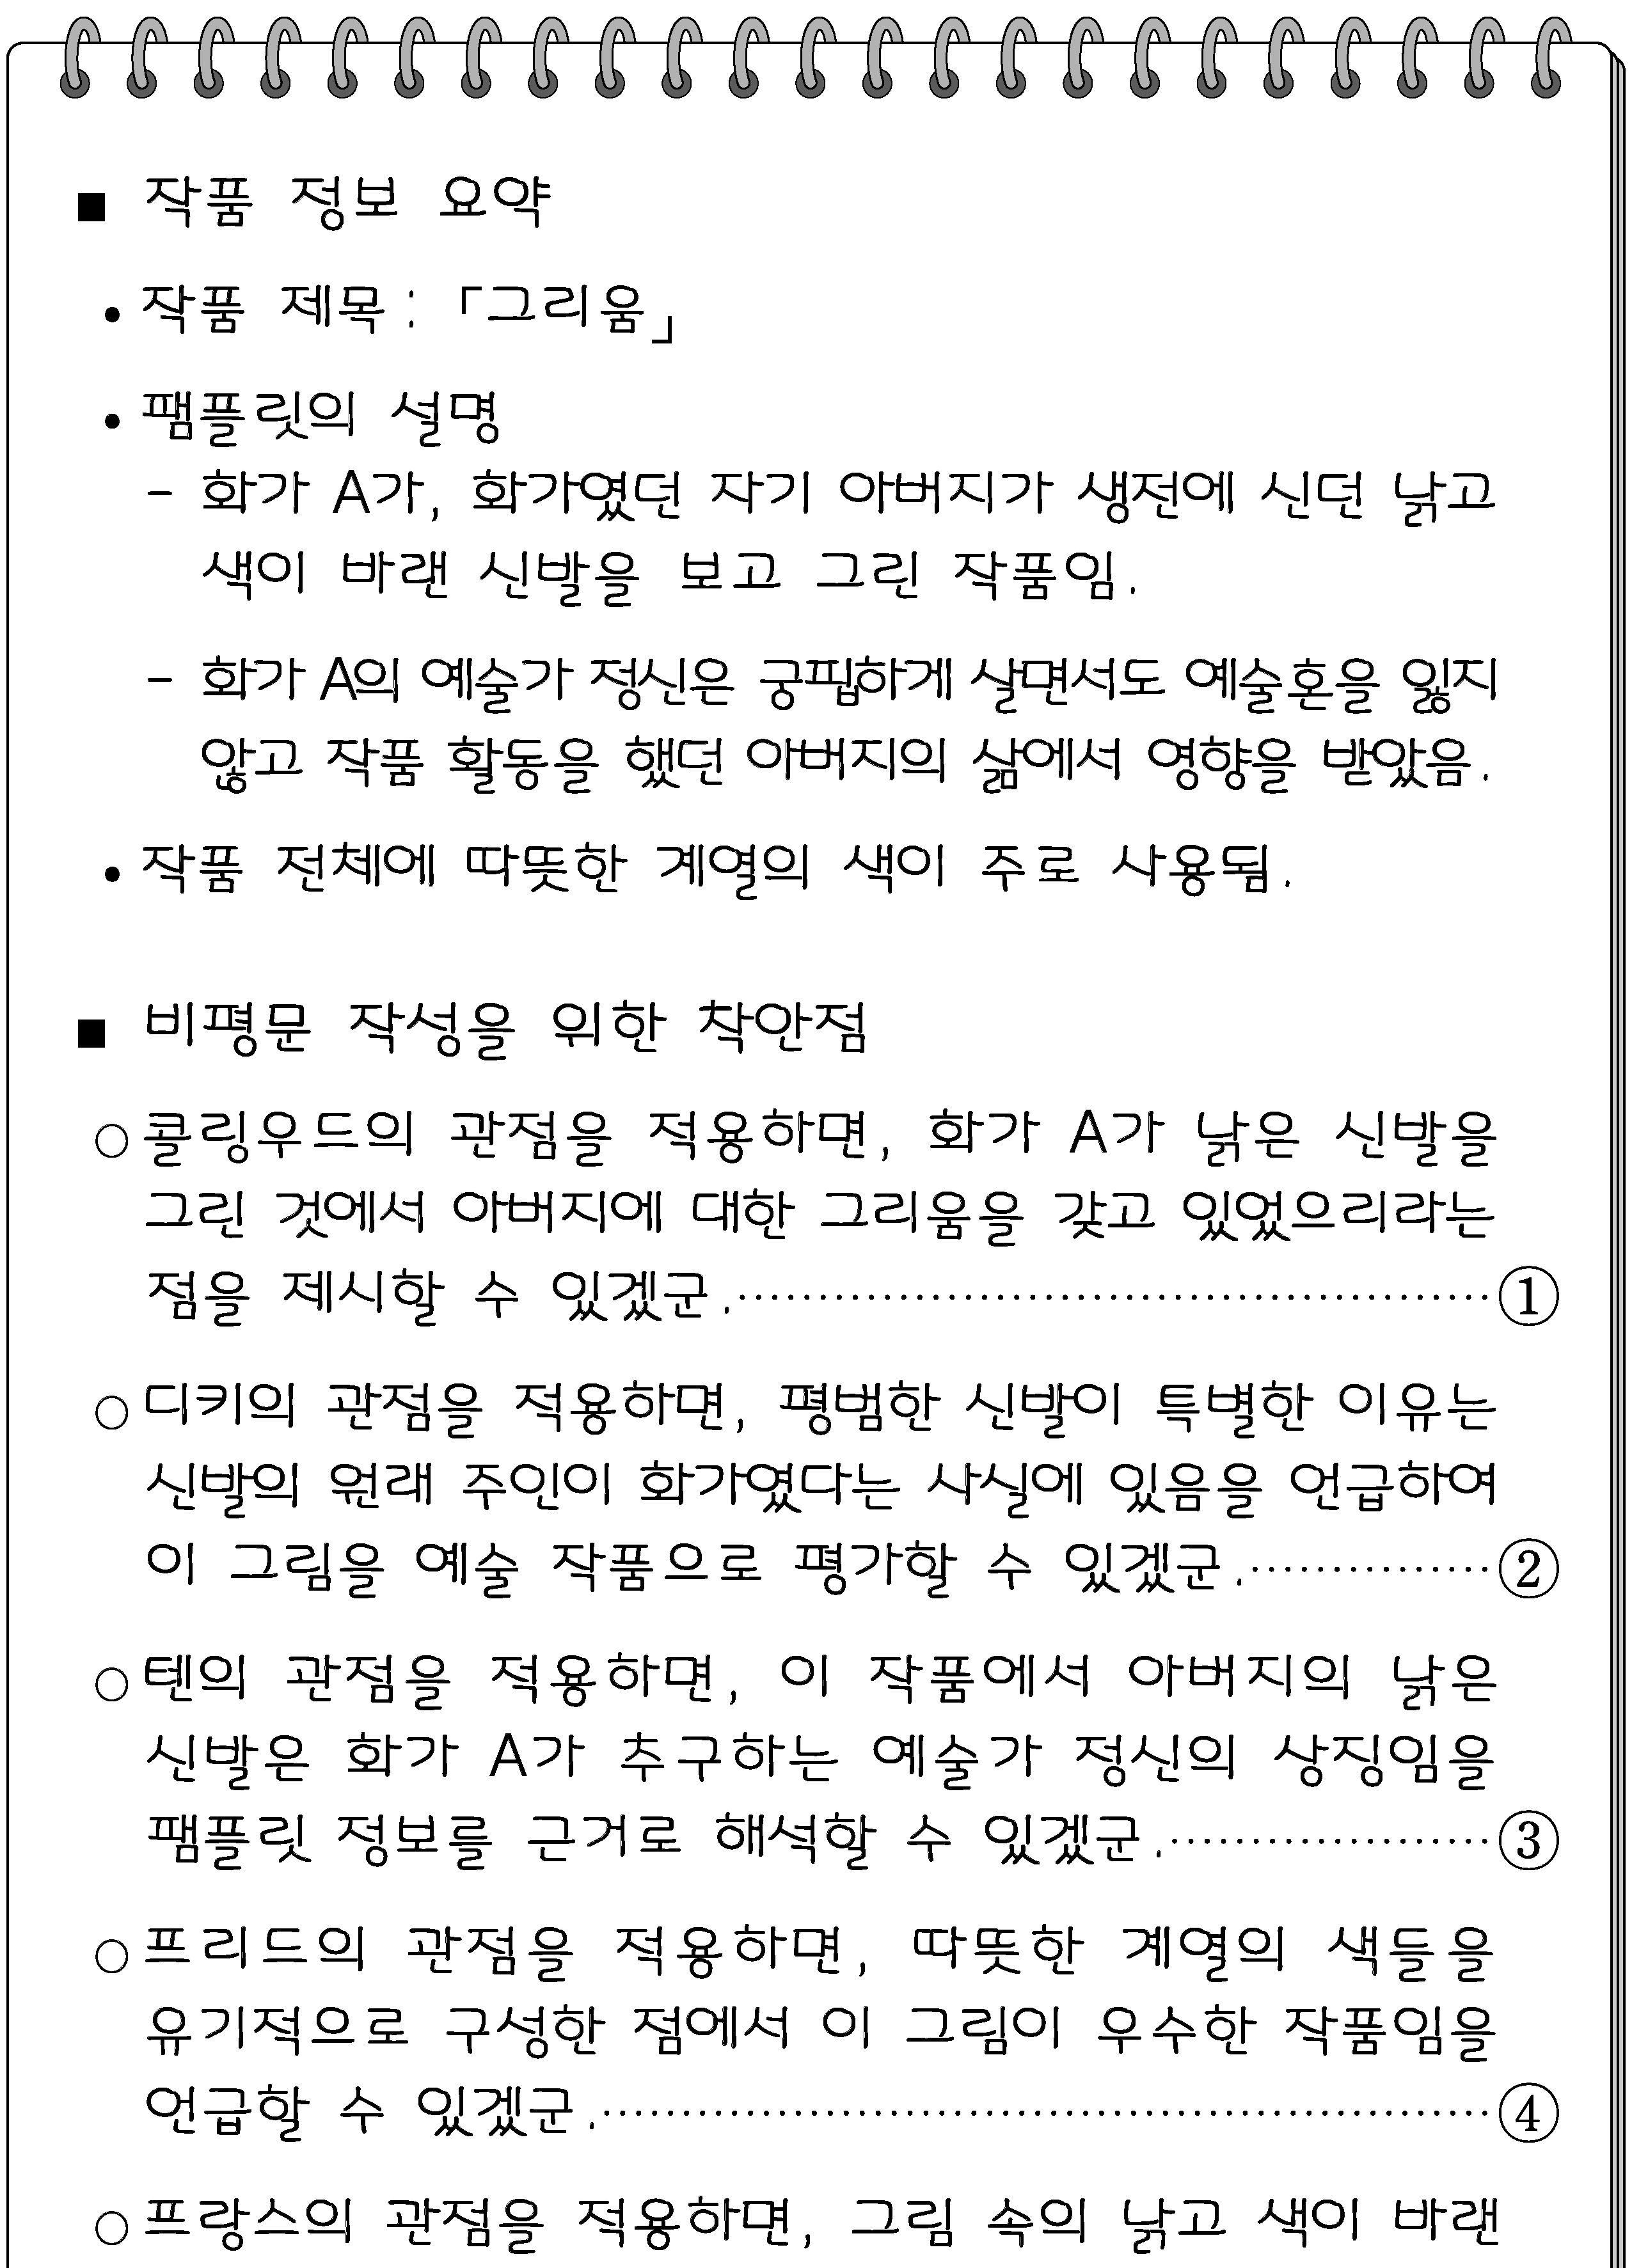 ■ 작품 정보 요약
• 작품 제목: 「그리움」
• 팸플릿의 설명
- 화가 A가, 화가였던 자기 아버지가 생전에 신던 낡고
색이 바랜 신발을 보고 그린 작품임.
- 화가 A의 예술가 정신은 궁핍하게 살면서도 예술혼을 잃지
않고 작품 활동을 했던 아버지의 삶에서 영향을 받았음.
• 작품 전체에 따뜻한 계열의 색이 주로 사용됨.
■ 비평문 작성을 위한 착안점
○ 콜링우드의 관점을 적용하면, 화가 A가 낡은 신발을
그린 것에서 아버지에 대한 그리움을 갖고 있었으리라는
점을 제시할 수 있겠군. ①
○ 디키의 관점을 적용하면, 평범한 신발이 특별한 이유는
신발의 원래 주인이 화가였다는 사실에 있음을 언급하여
이 그림을 예술 작품으로 평가할 수 있겠군. ②
○ 텐의 관점을 적용하면, 이 작품에서 아버지의 낡은
신발은 화가 A가 추구하는 예술가 정신의 상징임을
팸플릿 정보를 근거로 해석할 수 있겠군. ③
○ 프리드의 관점을 적용하면, 따뜻한 계열의 색들을
유기적으로 구성한 점에서 이 그림이 우수한 작품임을
언급할 수 있겠군. ④
○ 프랑스의 관점을 적용하면, 그림 속의 낡고 색이 바랜